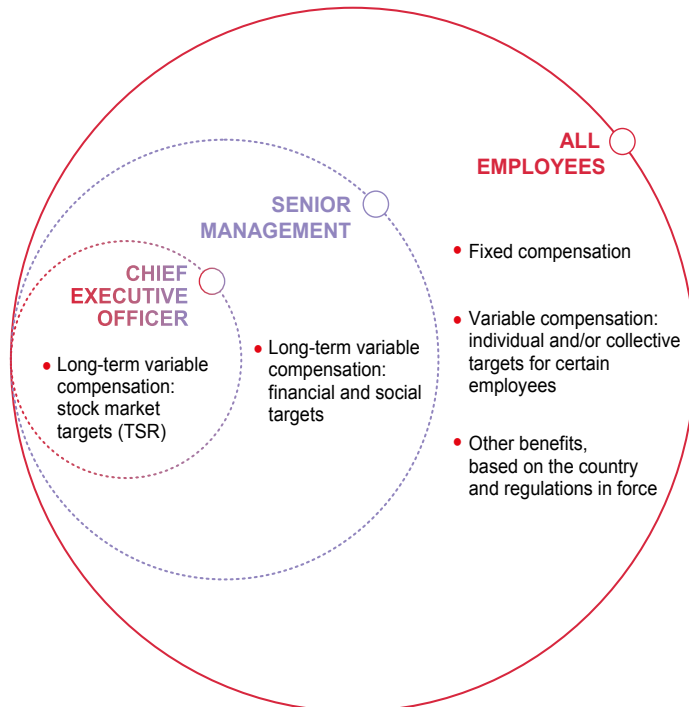 ALL
EMPLOYEES
SENIOR
MANAGEMENT
CHIEF
EXECUTIVE
OFFICER
• Fixed compensation
• Variable compensation:
individual and/or collective
targets for certain
employees
• Other benefits,
based on the country
and regulations in force
• Long-term variable
compensation:
financial and social
targets
• Long-term variable
compensation:
stock market
targets (TSR)